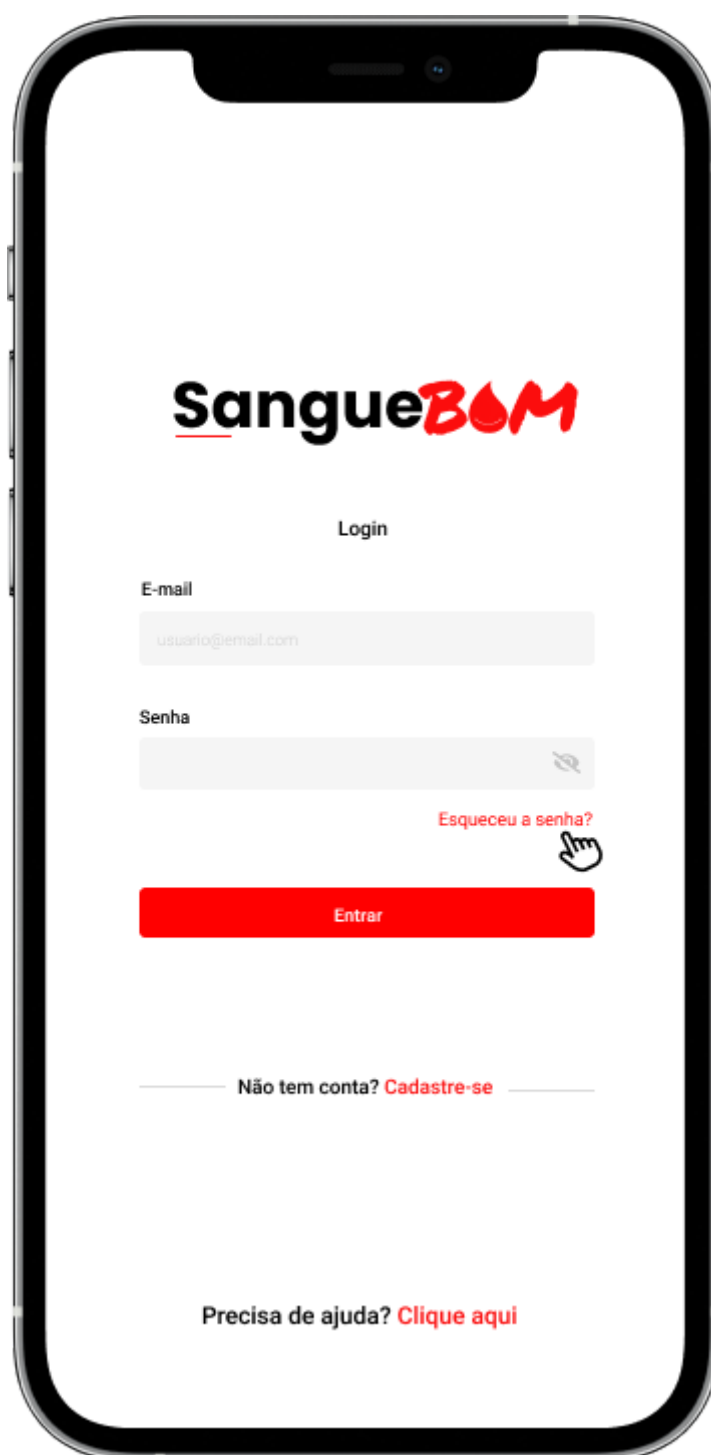 SangueBOM
Login
E-mail
usuario@email.com
Senha
Esqueceu a senha?
Entrar
Não tem conta? Cadastre-se
Precisa de ajuda? Clique aqui